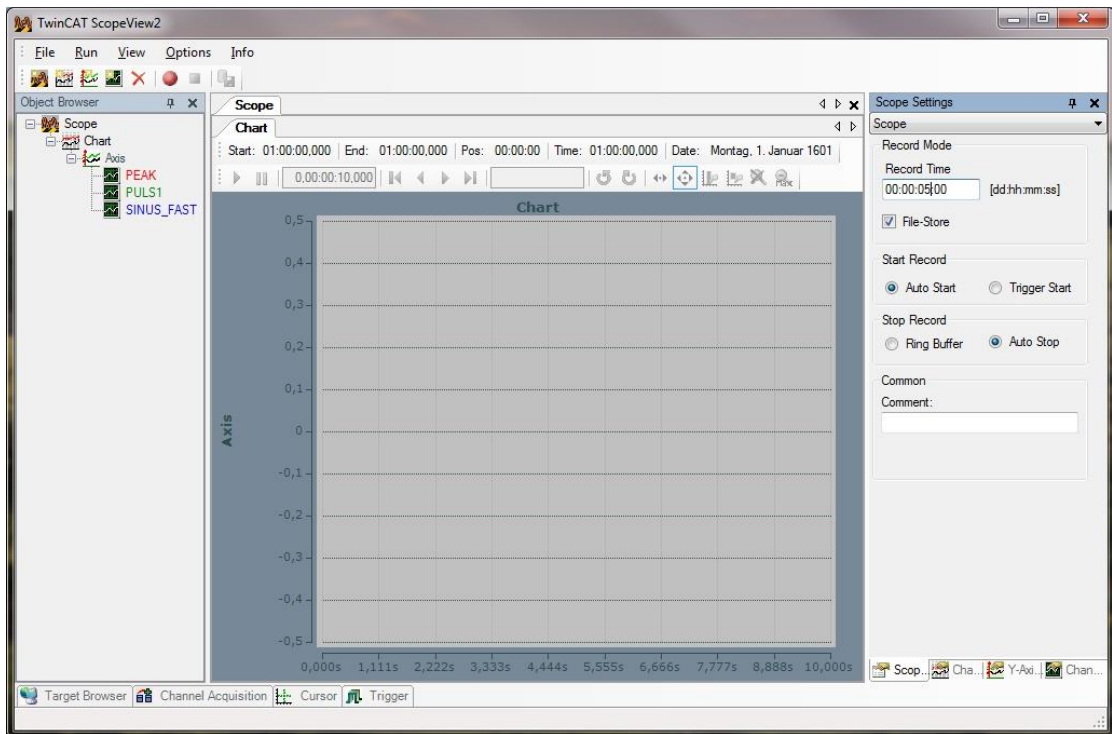 TwinCAT ScopeView2
File Run View Options Info
Object Browser
Scope
Chart
Axis
PEAK
PULS1
SINUS_FAST
Scope
Chart
Start: 01:00:00,000 End: 01:00:00,000 Pos: 00:00:00 Time: 01:00:00,000 Date: Montag, 1. Januar 1601
0,00:00:10,000
Chart
0,5
0,4
0,3
0,2
0,1
0
-0,1
-0,2
-0,3
-0,4
-0,5
Axis
0,000s 1,111s 2,222s 3,333s 4,444s 5,555s 6,666s 7,777s 8,888s 10,000s
Scope Settings
Scope
Record Mode
Record Time
00:00:05:00 [dd:hh:mm:ss]
File-Store
Start Record
Auto Start Trigger Start
Stop Record
Ring Buffer Auto Stop
Common
Comment:
Scop... Cha... Y-Axi... Chan...
Target Browser Channel Acquisition Cursor Trigger